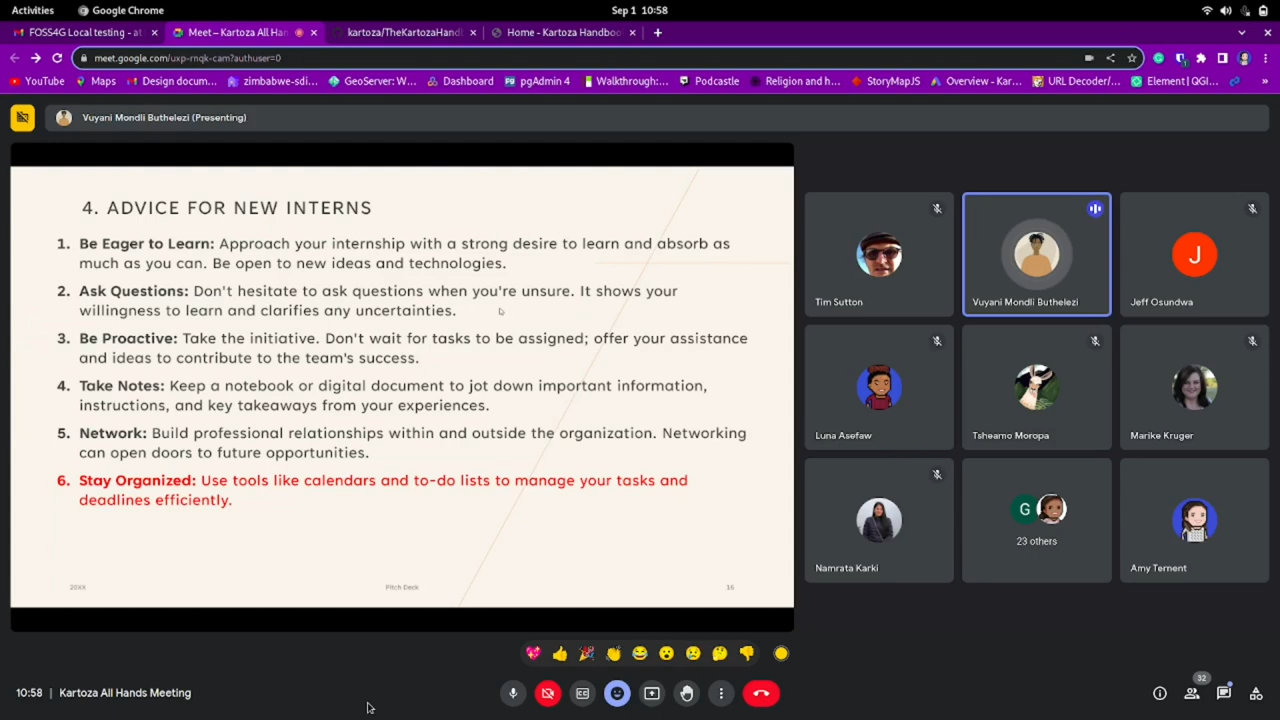 Activities
Google Chrome
Sep 1 10:58
FOSS4G Local testing - at
Meet – Kartoza All Han
kartoza/TheKartozaHandb
Home - Kartoza Handboo
meet.google.com/uxp-rnqk-cam?authuser=0
YouTube
Maps
Design docum...
zimbabwe-sdi...
GeoServer: W...
Dashboard
pgAdmin 4
Walkthrough:...
Podcastle
Religion and h...
StoryMapJS
Overview - Kar...
URL Decoder/...
Element | QGI...
Vuyani Mondli Buthelezi (Presenting)
4. ADVICE FOR NEW INTERNS
1. Be Eager to Learn: Approach your internship with a strong desire to learn and absorb as
much as you can. Be open to new ideas and technologies.
2. Ask Questions: Don't hesitate to ask questions when you're unsure. It shows your
willingness to learn and clarifies any uncertainties.
3. Be Proactive: Take the initiative. Don't wait for tasks to be assigned; offer your assistance
and ideas to contribute to the team's success.
4. Take Notes: Keep a notebook or digital document to jot down important information,
instructions, and key takeaways from your experiences.
5. Network: Build professional relationships within and outside the organization. Networking
can open doors to future opportunities.
6. Stay Organized: Use tools like calendars and to-do lists to manage your tasks and
deadlines efficiently.
20XX
Pitch Deck
16
Tim Sutton
Vuyani Mondli Buthelezi
J
Jeff Osundwa
Luna Asefaw
Tshearno Moropa
Marike Kruger
Namrata Karki
G
23 others
Amy Ternent
10:58 | Kartoza All Hands Meeting
32